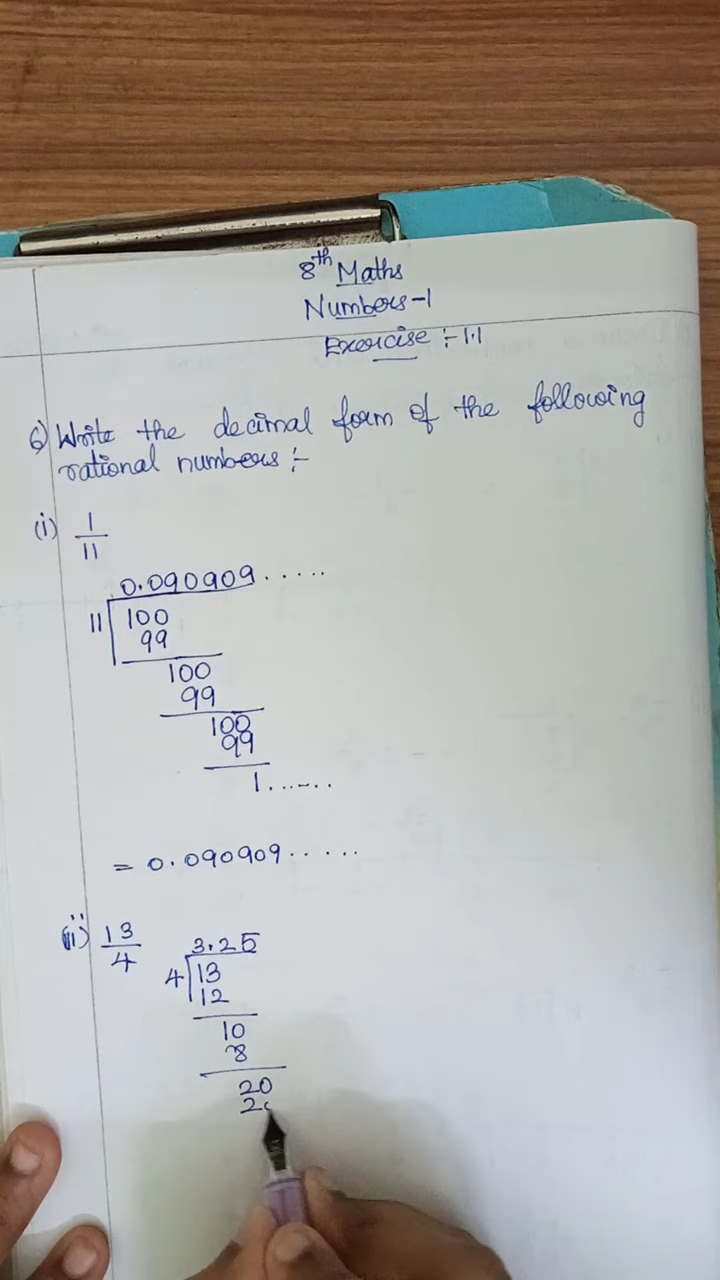 8th Maths
Numbers-1
Exercise :- 1.1
6) Write the decimal form of the following
rational numbers :-
(i) 1/11
0.090909.....
11 100
99
100
99
100
99
1......
= 0.090909.....
(ii) 13/4
3.25
4 13
12
10
8
20
2